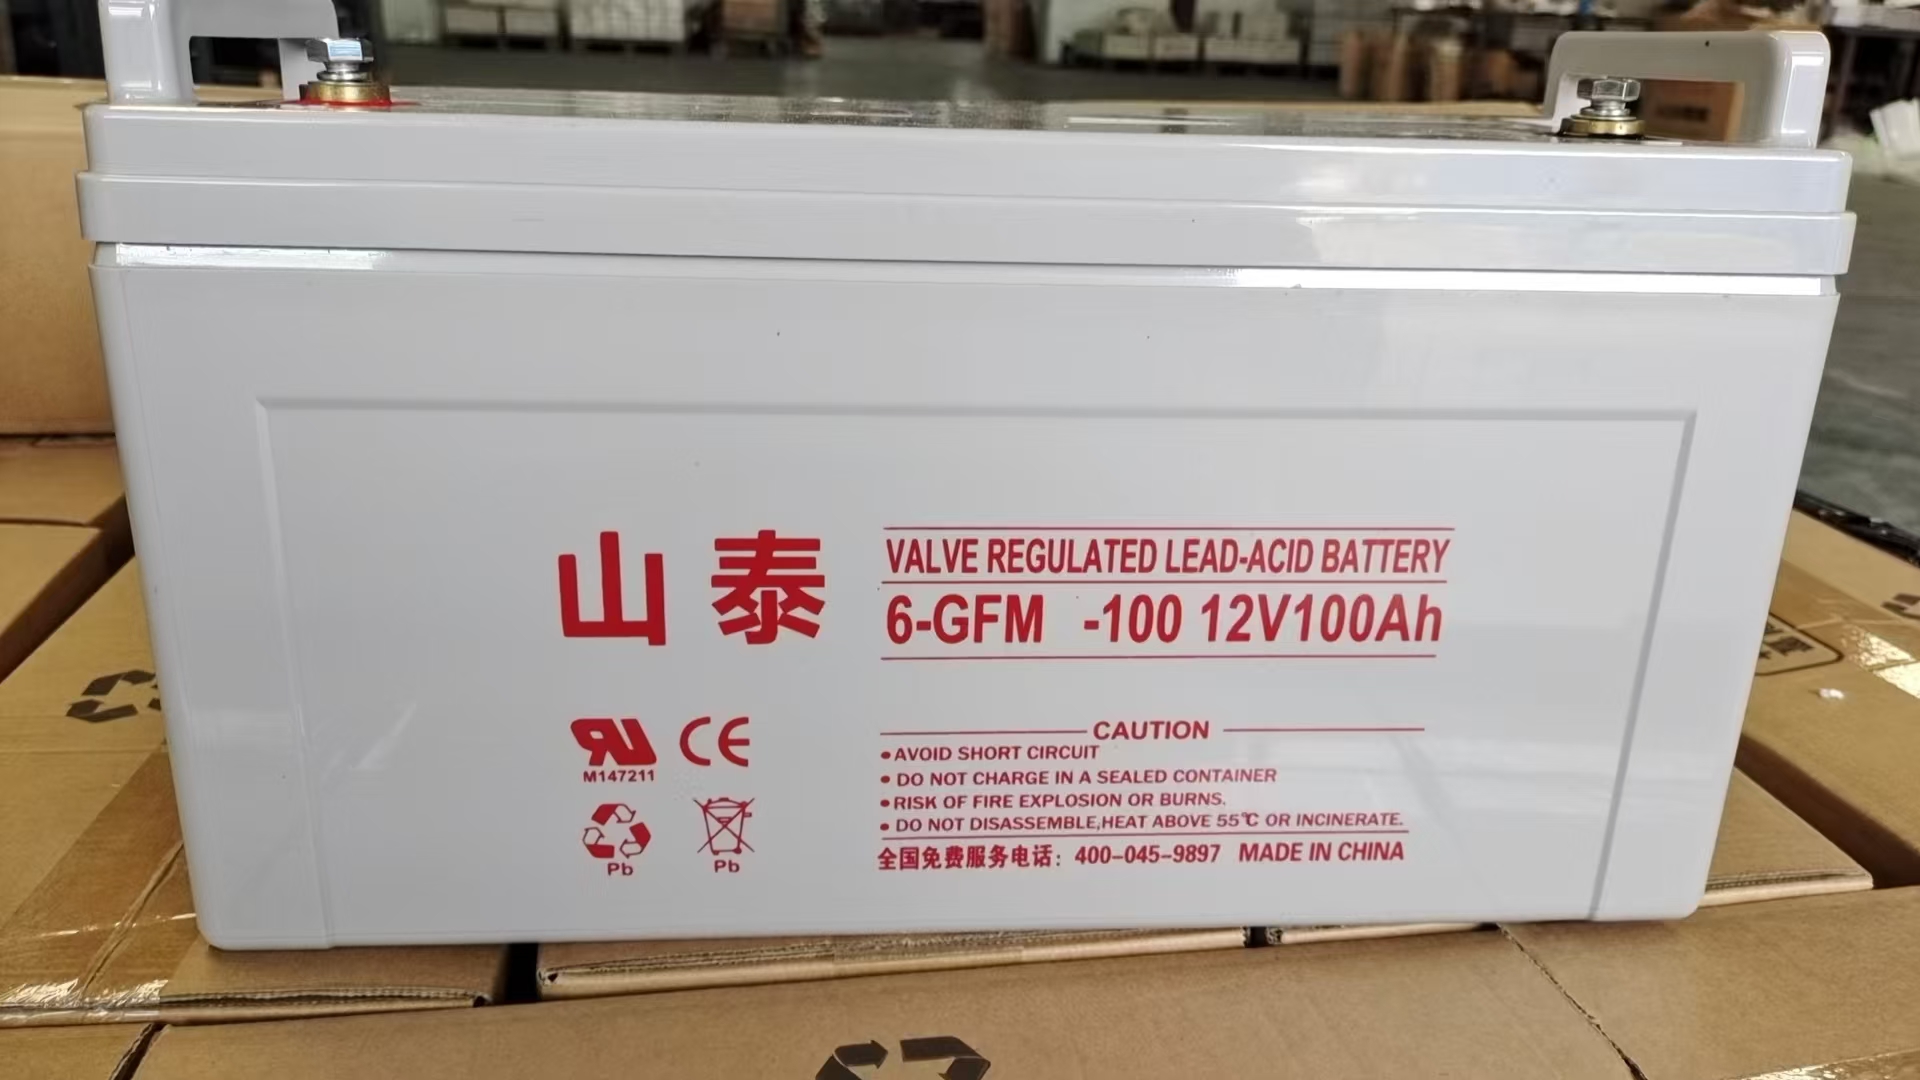 山泰
VALVE REGULATED LEAD-ACID BATTERY
6-GFM -100 12V100Ah
M147211
CE
Pb
Pb
CAUTION
•AVOID SHORT CIRCUIT
•DO NOT CHARGE IN A SEALED CONTAINER
•RISK OF FIRE EXPLOSION OR BURNS.
•DO NOT DISASSEMBLE,HEAT ABOVE 55℃ OR INCINERATE.
全国免费服务电话：400-045-9897 MADE IN CHINA